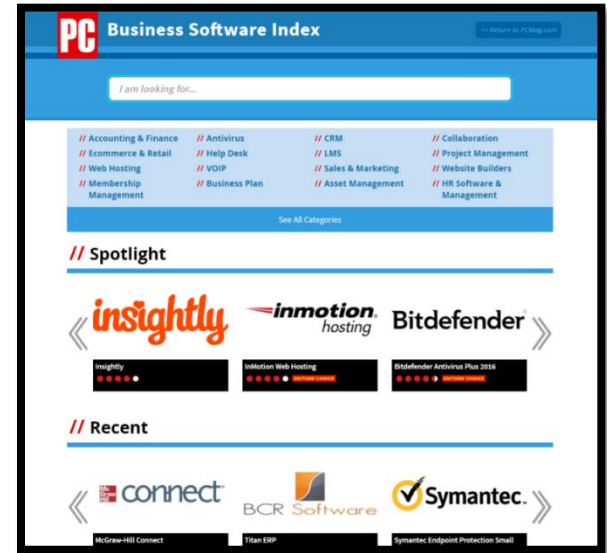 PC Business Software Index
<< Return to PCMag.com
I am looking for...
// Accounting & Finance // Antivirus // CRM // Collaboration
// Ecommerce & Retail // Help Desk // LMS // Project Management
// Web Hosting // VOIP // Sales & Marketing // Website Builders
// Membership Management // Business Plan // Asset Management // HR Software & Management
See All Categories
// Spotlight
insightly inmotion hosting Bitdefender
Insightly InMotion Web Hosting Bitdefender Antivirus Plus 2016
EDITORS' CHOICE EDITORS' CHOICE
// Recent
connect BCR Software Symantec.
McGraw-Hill Connect Titan ERP Symantec Endpoint Protection Small